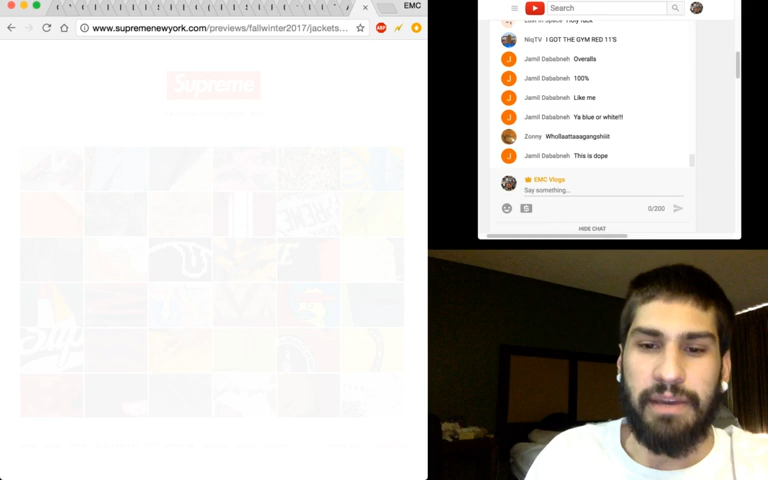 EMC
www.supremenewyork.com/previews/fallwinter2017/jackets...
ABP
Supreme
Search
NiqTV I GOT THE GYM RED 11'S
Jamil Dababneh Overalls
Jamil Dababneh 100%
Jamil Dababneh Like me
Jamil Dababneh Ya blue or white!!!
Zonny Whollaattaaagangshiiit
Jamil Dababneh This is dope
EMC Vlogs
Say something...
0/200
HIDE CHAT